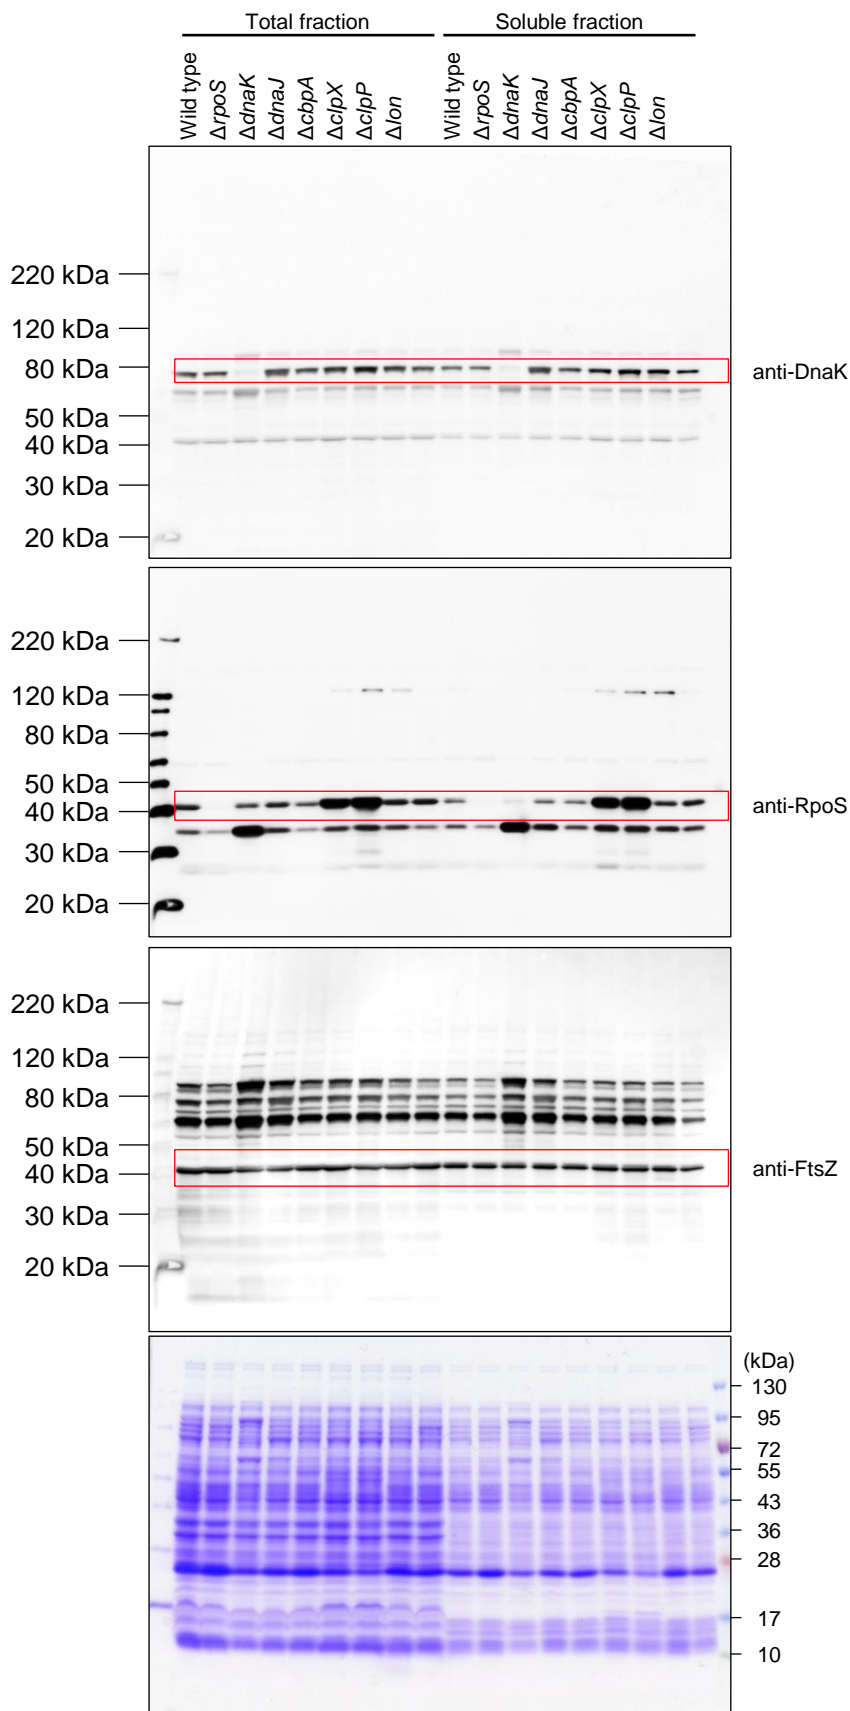 Total fraction Soluble fraction
Wild type
ΔrpoS
ΔdnaK
ΔdnaJ
ΔcbpA
ΔclpX
ΔclpP
Δlon
Wild type
ΔrpoS
ΔdnaK
ΔdnaJ
ΔcbpA
ΔclpX
ΔclpP
Δlon
220 kDa
120 kDa
80 kDa
50 kDa
40 kDa
30 kDa
20 kDa
anti-DnaK
220 kDa
120 kDa
80 kDa
50 kDa
40 kDa
30 kDa
20 kDa
anti-RpoS
220 kDa
120 kDa
80 kDa
50 kDa
40 kDa
30 kDa
20 kDa
anti-FtsZ
(kDa)
130
95
72
55
43
36
28
17
10